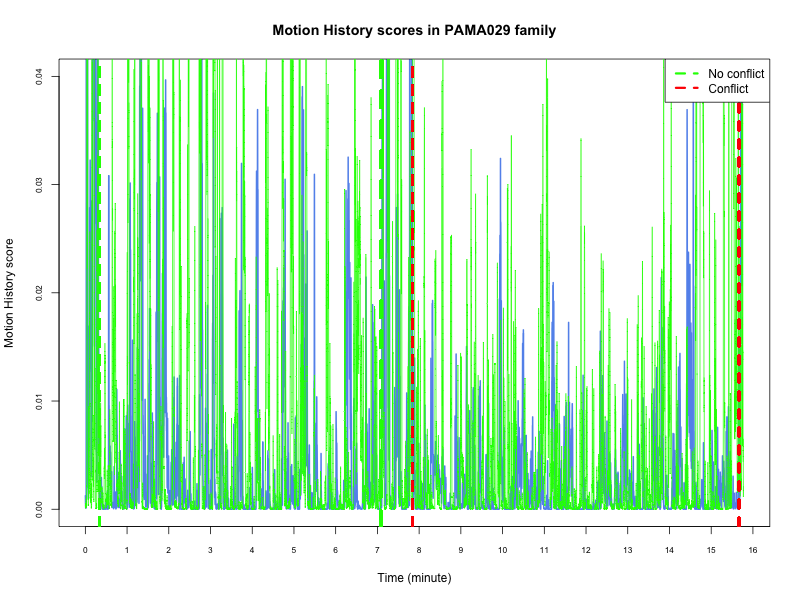 Motion History scores in PAMA029 family
No conflict
Conflict
Motion History score
0.04
0.03
0.02
0.01
0.00
0 1 2 3 4 5 6 7 8 9 10 11 12 13 14 15 16
Time (minute)